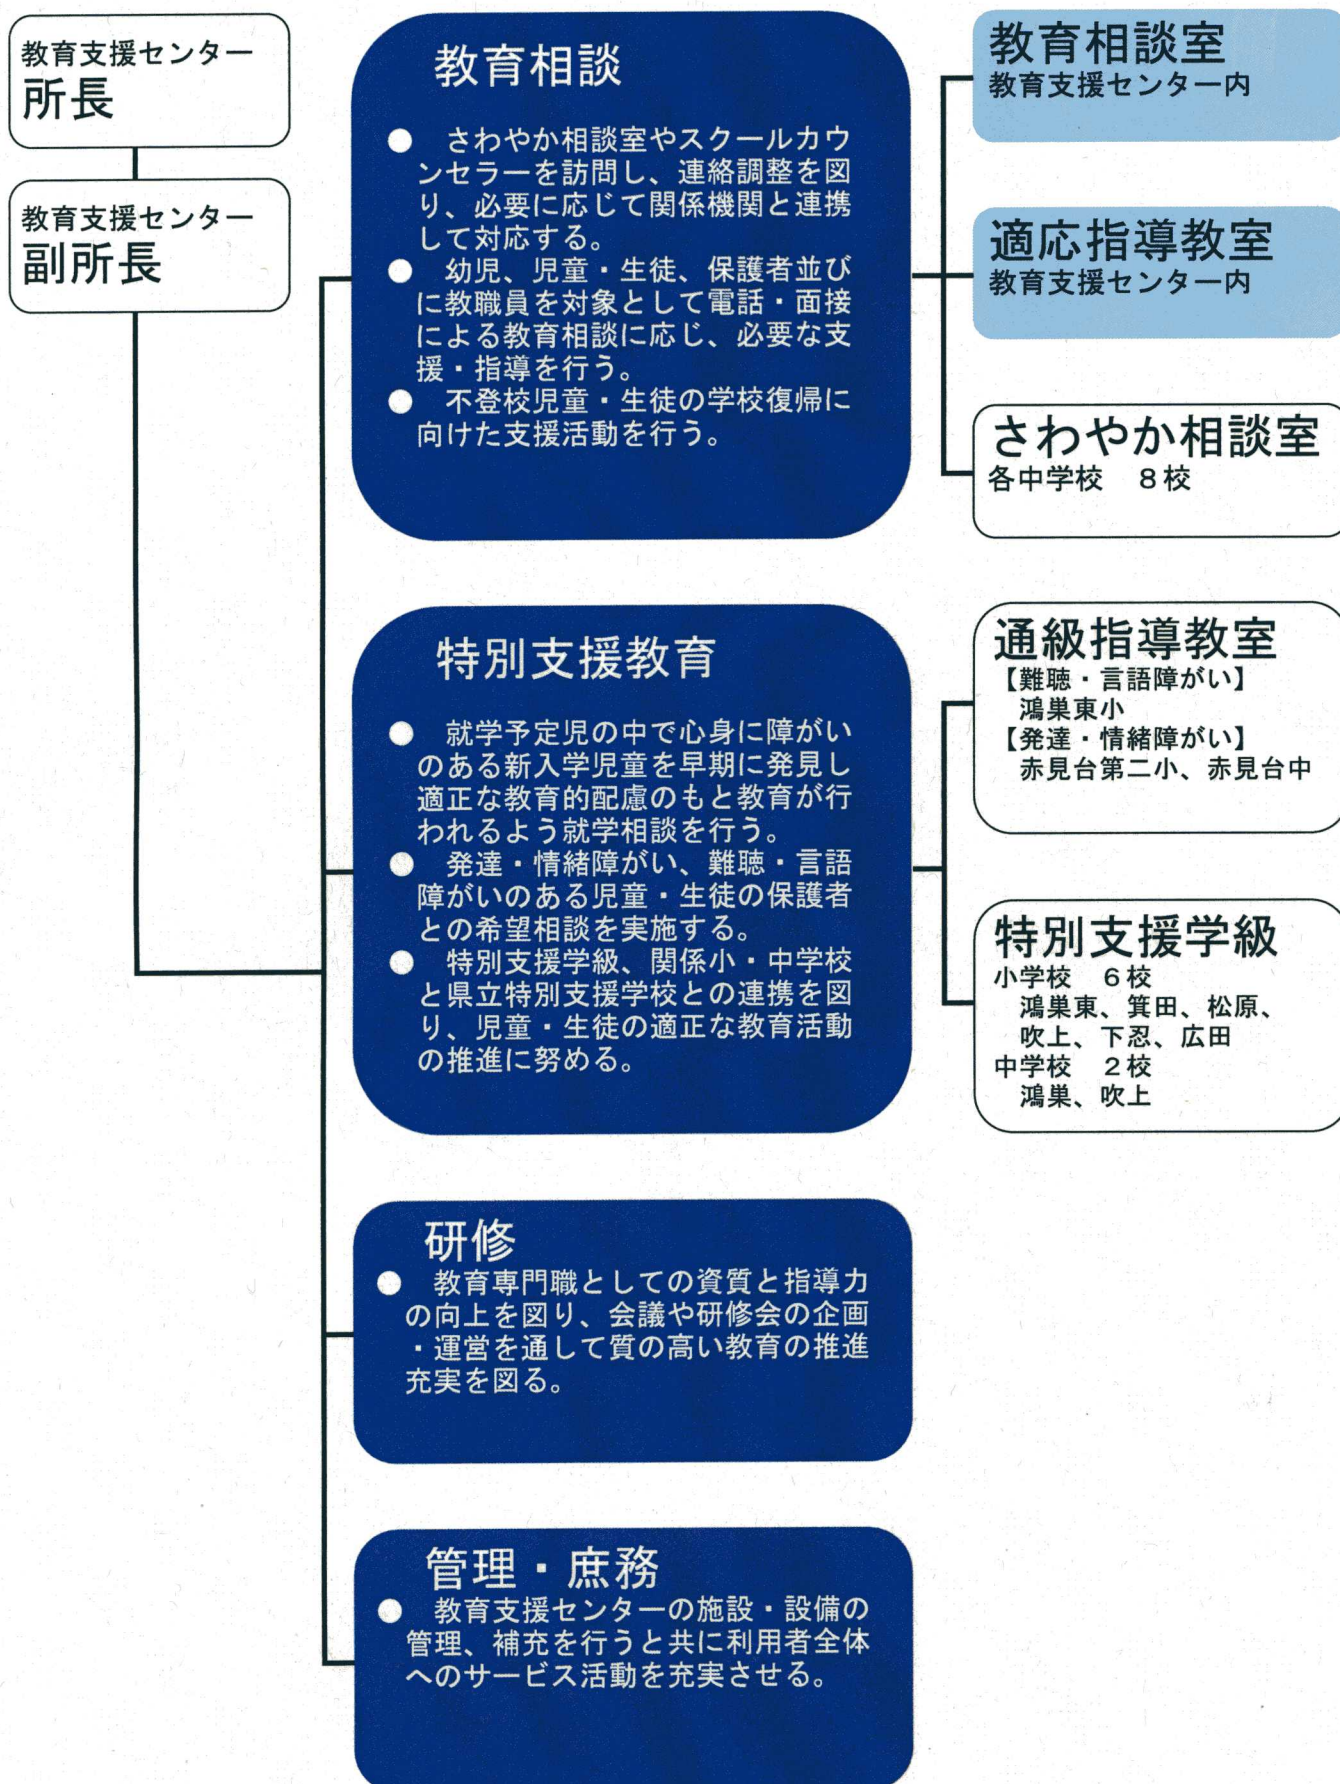 教育支援センター
所長
教育支援センター
副所長
教育相談
● さわやか相談室やスクールカウ
ンセラーを訪問し、連絡調整を図
り、必要に応じて関係機関と連携
して対応する。
● 幼児、児童・生徒、保護者並び
に教職員を対象として電話・面接
による教育相談に応じ、必要な支
援・指導を行う。
● 不登校児童・生徒の学校復帰に
向けた支援活動を行う。
教育相談室
教育支援センター内
適応指導教室
教育支援センター内
さわやか相談室
各中学校 8校
特別支援教育
● 就学予定児の中で心身に障がい
のある新入学児童を早期に発見し
適正な教育的配慮のもと教育が行
われるよう就学相談を行う。
● 発達・情緒障がい、難聴・言語
障がいのある児童・生徒の保護者
との希望相談を実施する。
● 特別支援学級、関係小・中学校
と県立特別支援学校との連携を図
り、児童・生徒の適正な教育活動
の推進に努める。
通級指導教室
【難聴・言語障がい】
鴻巣東小
【発達・情緒障がい】
赤見台第二小、赤見台中
特別支援学級
小学校 6校
鴻巣東、箕田、松原、
吹上、下忍、広田
中学校 2校
鴻巣、吹上
研修
● 教育専門職としての資質と指導力
の向上を図り、会議や研修会の企画
・運営を通して質の高い教育の推進
充実を図る。
管理・庶務
● 教育支援センターの施設・設備の
管理、補充を行うと共に利用者全体
へのサービス活動を充実させる。